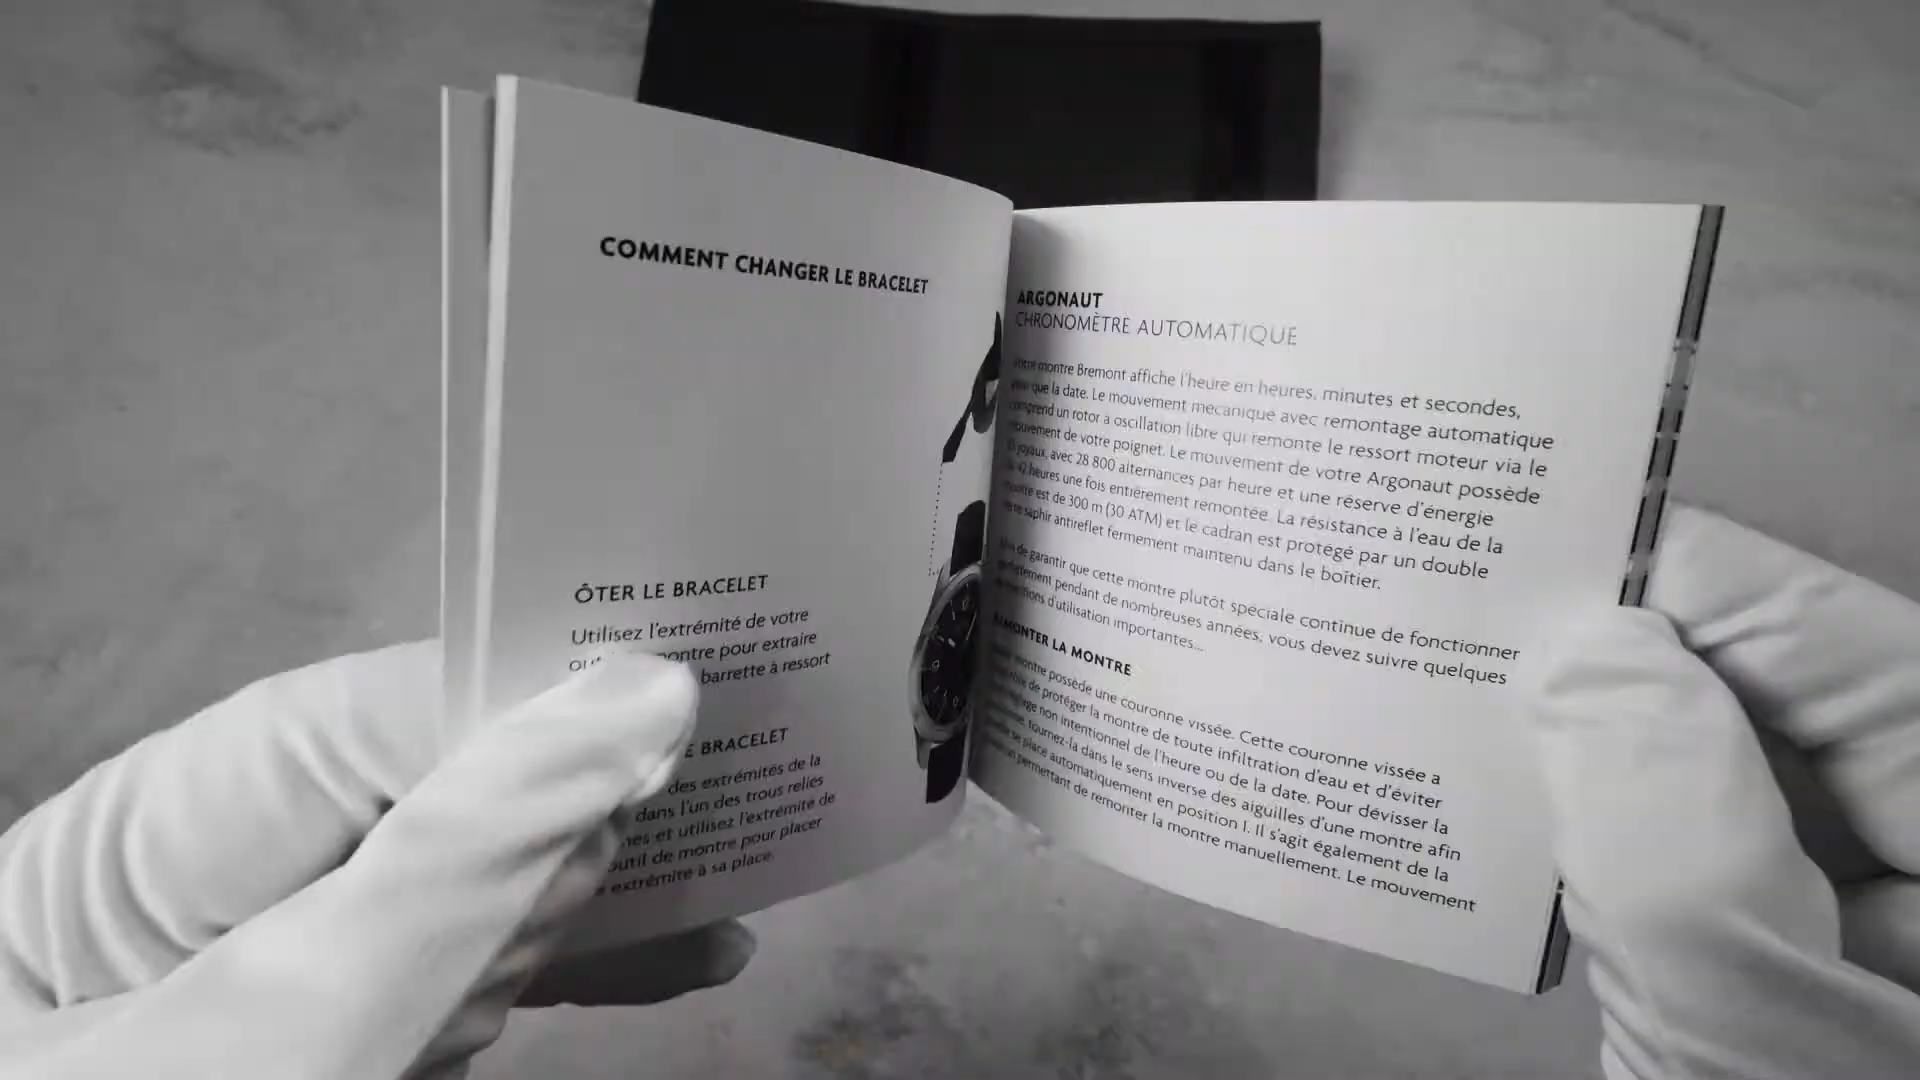 COMMENT CHANGER LE BRACELET
ÔTER LE BRACELET
Utilisez l'extrémité de votre
montre pour extraire
barrette à ressort
BRACELET
des extrémités de la
dans l'un des trous reliés
et utilisez l'extrémité de
outil de montre pour placer
extrémité à sa place.
ARGONAUT
CHRONOMÈTRE AUTOMATIQUE
montre Bremont affiche l'heure en heures, minutes et secondes,
que la date. Le mouvement mécanique avec remontage automatique
comprend un rotor à oscillation libre qui remonte le ressort moteur via le
mouvement de votre poignet. Le mouvement de votre Argonaut possède
joyaux, avec 28 800 alternances par heure et une réserve d'énergie
42 heures une fois entièrement remontée. La résistance à l'eau de la
montre est de 300 m (30 ATM) et le cadran est protégé par un double
verre saphir antireflet fermement maintenu dans le boîtier.
de garantir que cette montre plutôt spéciale continue de fonctionner
pendant de nombreuses années, vous devez suivre quelques
d'utilisation importantes...
REMONTER LA MONTRE
montre possède une couronne vissée. Cette couronne vissée a
de protéger la montre de toute infiltration d'eau et d'éviter
non intentionnel de l'heure ou de la date. Pour dévisser la
tournez-la dans le sens inverse des aiguilles d'une montre afin
se place automatiquement en position I. Il s'agit également de la
permettant de remonter la montre manuellement. Le mouvement